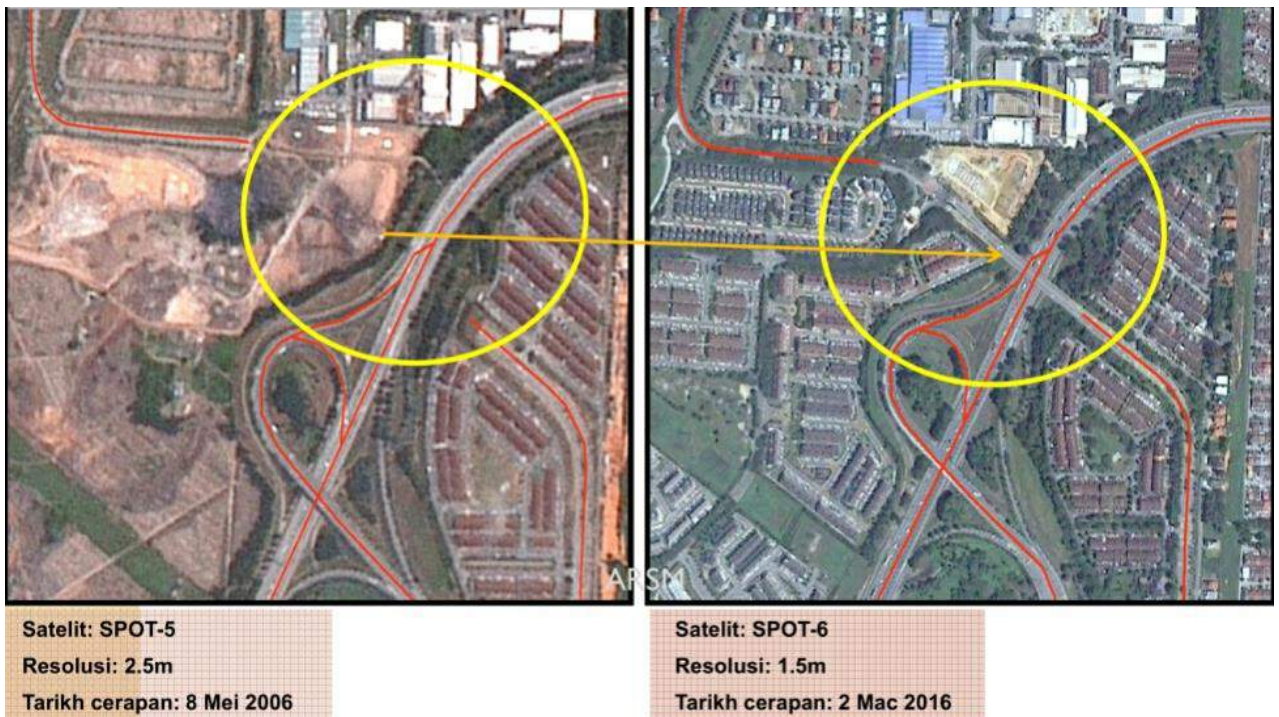 ARSM
Satelit: SPOT-5
Resolusi: 2.5m
Tarikh cerapan: 8 Mei 2006
Satelit: SPOT-6
Resolusi: 1.5m
Tarikh cerapan: 2 Mac 2016